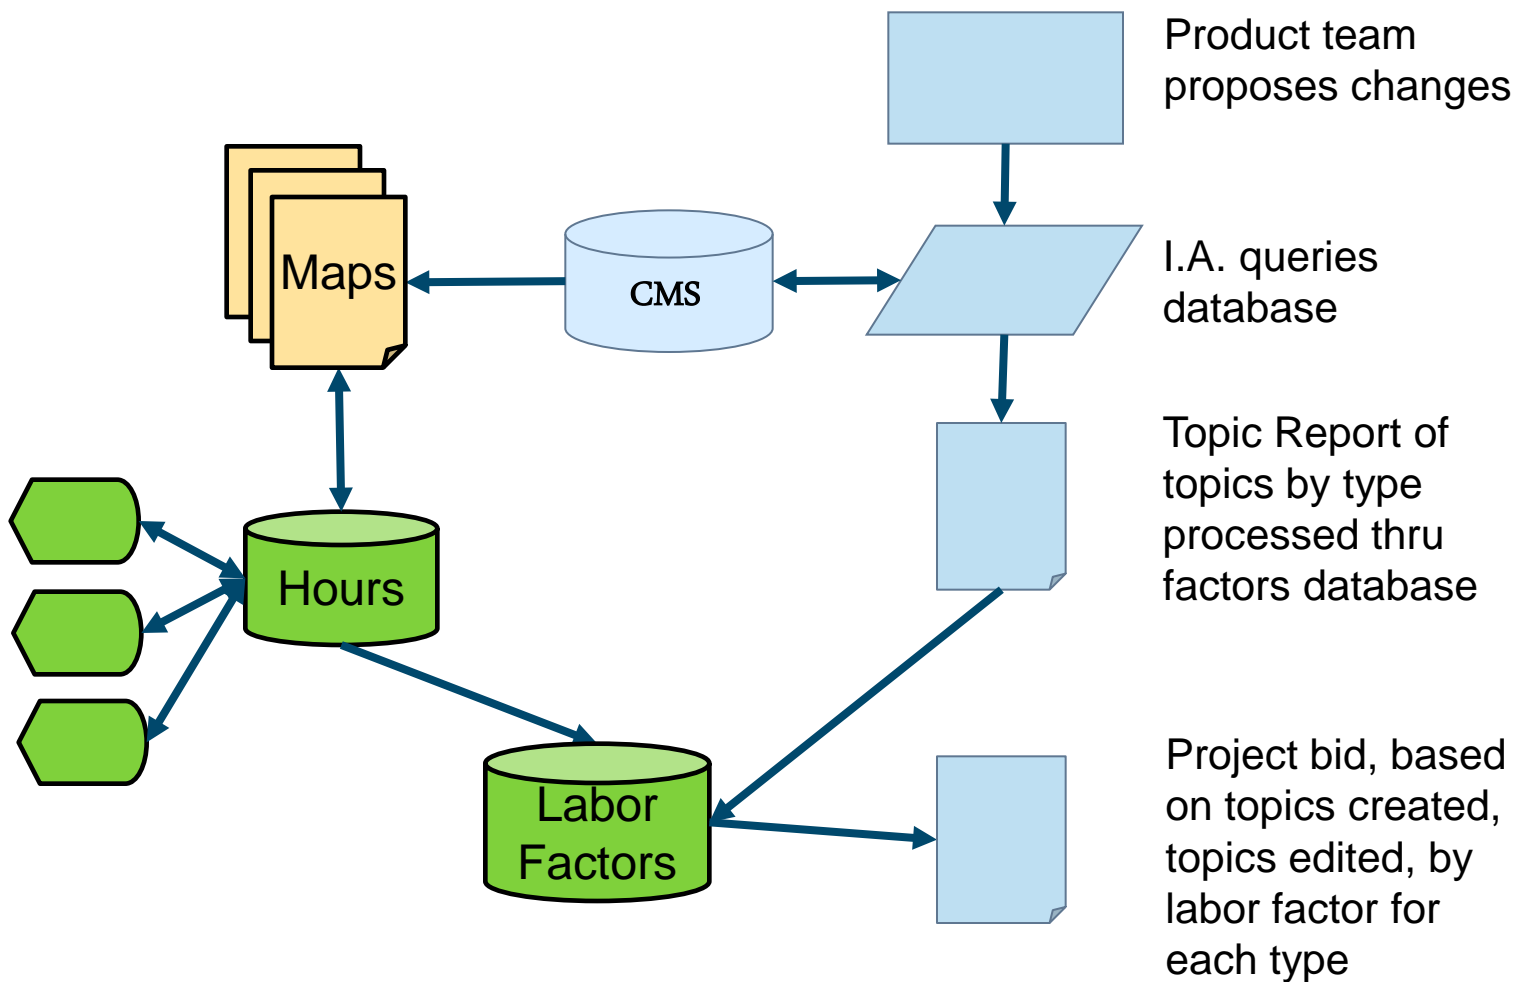 Product team
proposes changes
Maps
CMS
I.A. queries
database
Topic Report of
topics by type
processed thru
factors database
Hours
Labor
Factors
Project bid, based
on topics created,
topics edited, by
labor factor for
each type